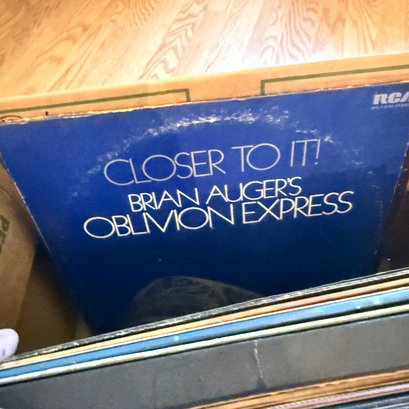 RCA
CLOSER TO IT!
BRIAN AUGER'S
OBLIVION EXPRESS